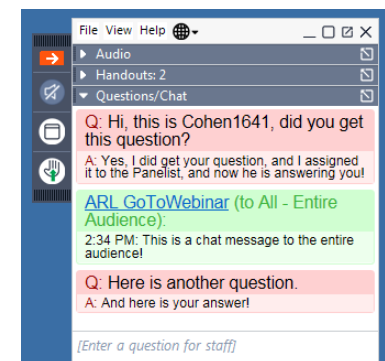 File View Help
Audio
Handouts: 2
Questions/Chat
Q: Hi, this is Cohen1641, did you get
this question?
A: Yes, I did get your question, and I assigned
it to the Panelist, and now he is answering you!
ARL GoToWebinar (to All - Entire
Audience):
2:34 PM: This is a chat message to the entire
audience!
Q: Here is another question.
A: And here is your answer!
[Enter a question for staff]